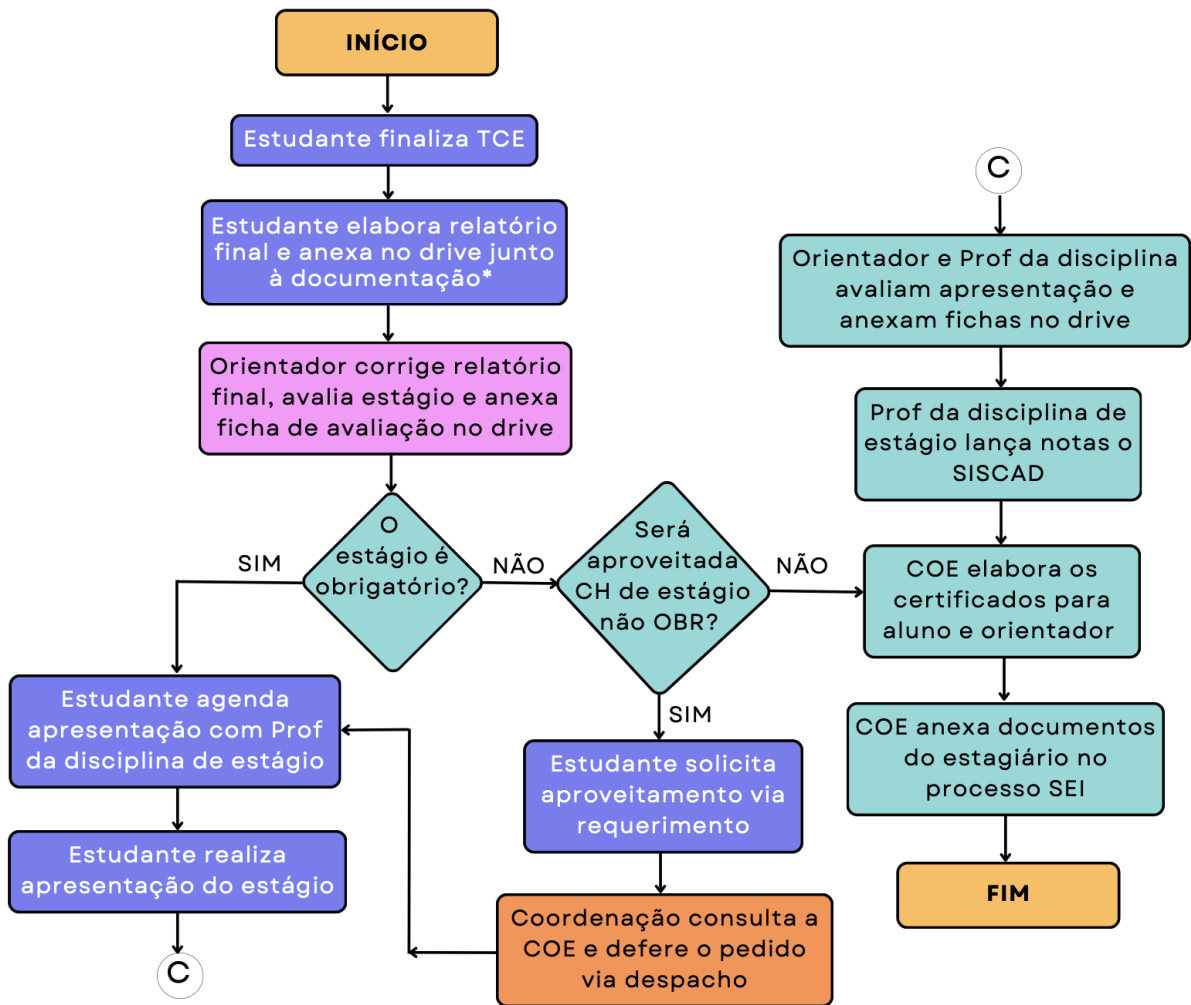 INÍCIO
Estudante finaliza TCE
Estudante elabora relatório
final e anexa no drive junto
à documentação*
Orientador corrige relatório
final, avalia estágio e anexa
ficha de avaliação no drive
O
estágio é
obrigatório?
SIM
NÃO
Será
aproveitada
CH de estágio
não OBR?
NÃO
SIM
Estudante agenda
apresentação com Prof
da disciplina de estágio
Estudante realiza
apresentação do estágio
C
Estudante solicita
aproveitamento via
requerimento
Coordenação consulta a
COE e defere o pedido
via despacho
C
Orientador e Prof da disciplina
avaliam apresentação e
anexam fichas no drive
Prof da disciplina de
estágio lança notas o
SISCAD
COE elabora os
certificados para
aluno e orientador
COE anexa documentos
do estagiário no
processo SEI
FIM